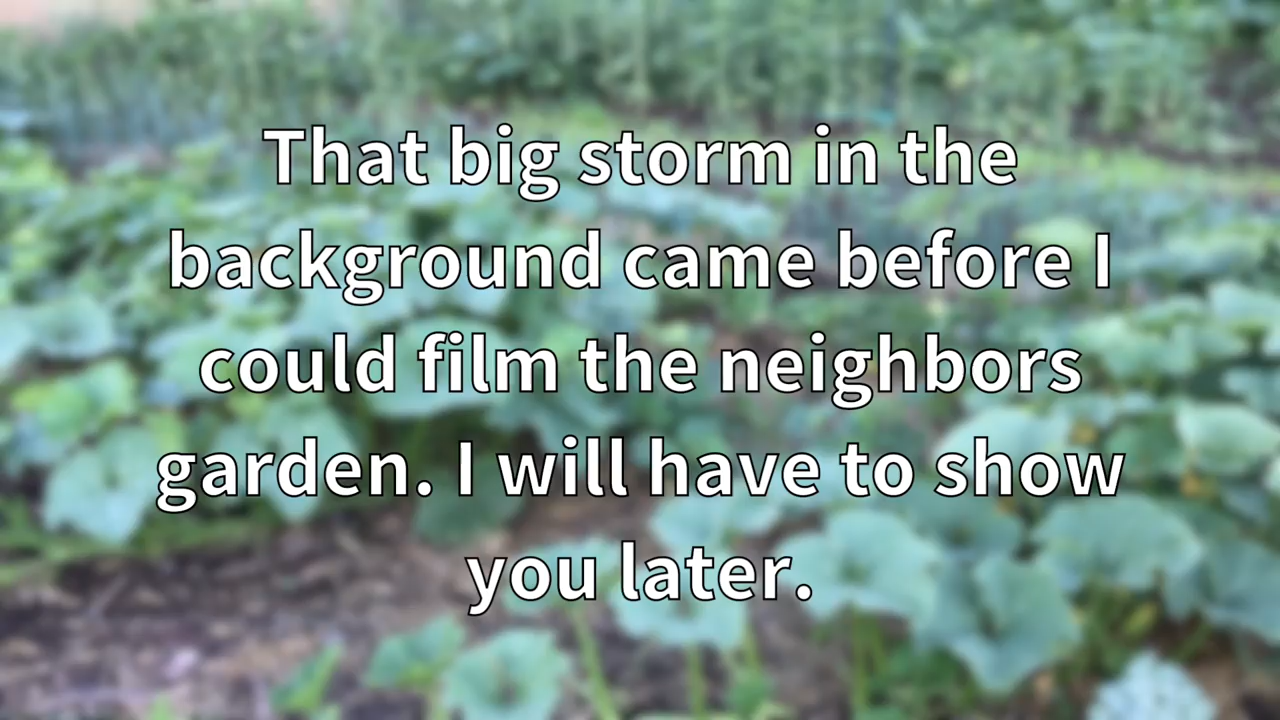 That big storm in the
background came before I
could film the neighbors
garden. I will have to show
you later.